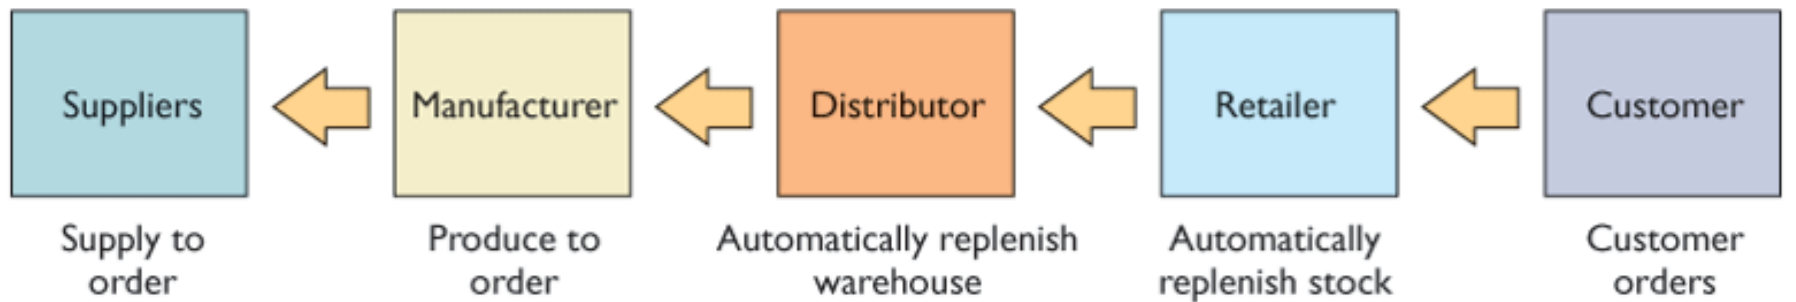 Suppliers
Manufacturer
Distributor
Retailer
Customer
Supply to
order
Produce to
order
Automatically replenish
warehouse
Automatically
replenish stock
Customer
orders